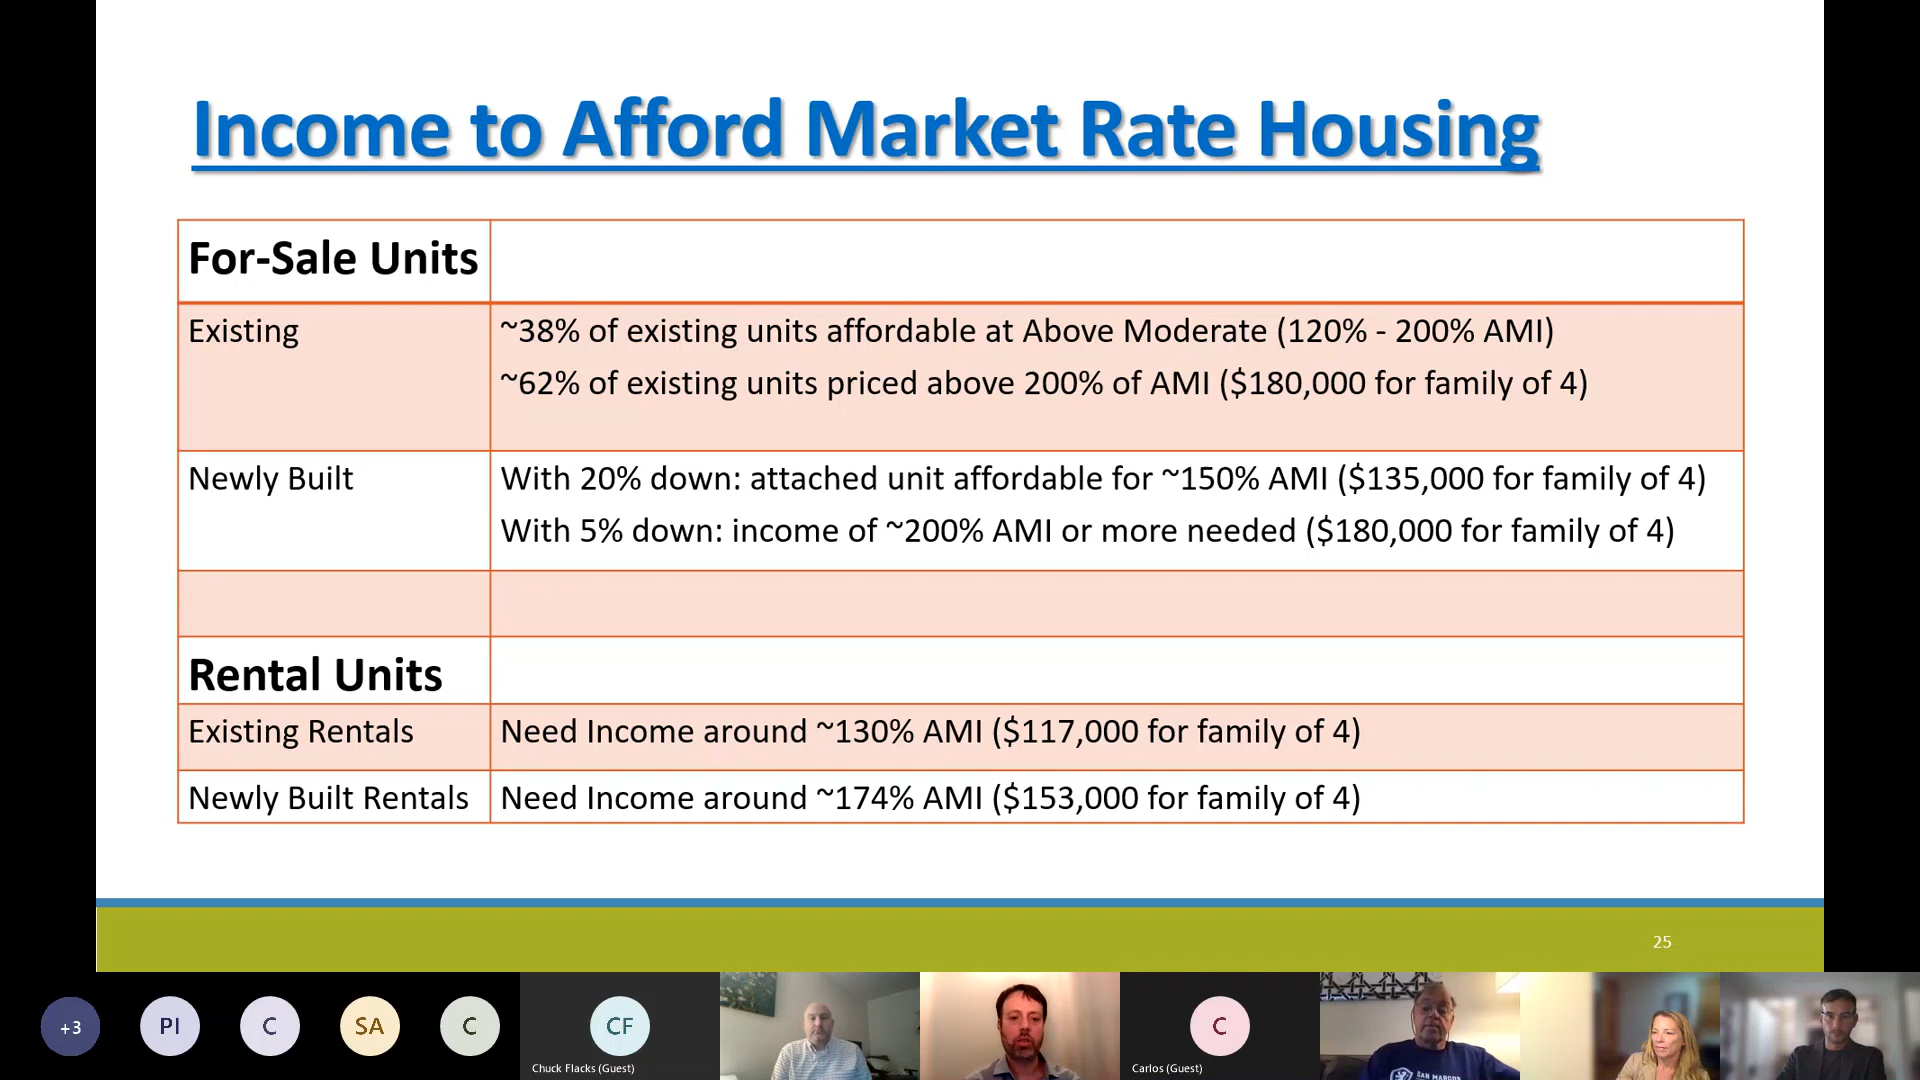 Income to Afford Market Rate Housing
For-Sale Units
Existing
~38% of existing units affordable at Above Moderate (120% - 200% AMI)
~62% of existing units priced above 200% of AMI ($180,000 for family of 4)
Newly Built
With 20% down: attached unit affordable for ~150% AMI ($135,000 for family of 4)
With 5% down: income of ~200% AMI or more needed ($180,000 for family of 4)
Rental Units
Existing Rentals
Need Income around ~130% AMI ($117,000 for family of 4)
Newly Built Rentals
Need Income around ~174% AMI ($153,000 for family of 4)
25
+3
PI
C
SA
C
CF
Chuck Flacks (Guest)
C
Carlos (Guest)
SAN MARCOS